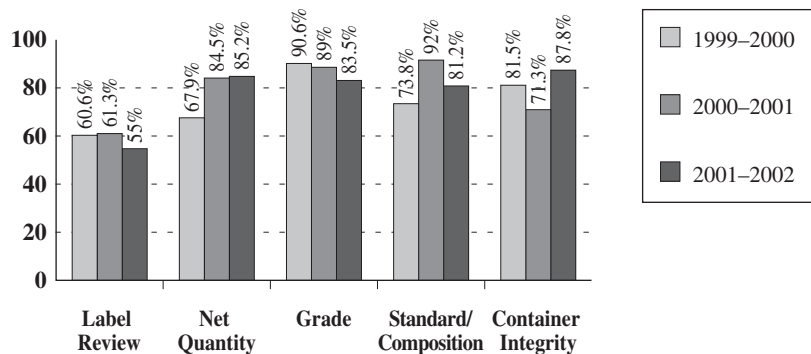 100
80
60
40
20
0
60.6%
61.3%
55%
67.9%
84.5%
85.2%
90.6%
89%
83.5%
73.8%
92%
81.2%
81.5%
71.3%
87.8%
Label
Review
Net
Quantity
Grade
Standard/
Composition
Container
Integrity
1999–2000
2000–2001
2001–2002